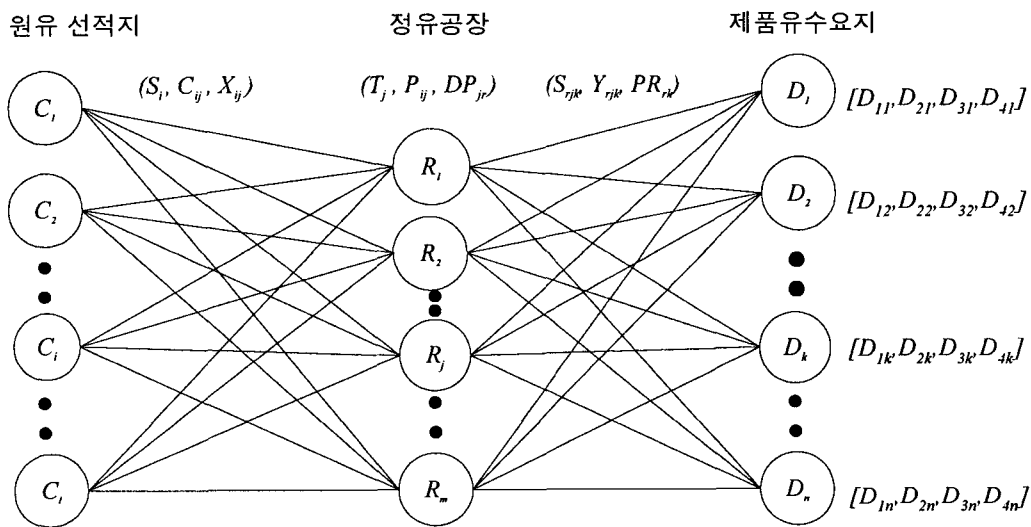 원유 선적지 정유공장 제품유수요지
(S_i, C_ij, X_ij) (T_j, P_ij, DP_jr) (S_rjk, Y_rjk, PR_rk)
C_1 R_1 D_1 [D_11, D_21, D_31, D_41]
C_2 R_2 D_2 [D_12, D_22, D_32, D_42]
C_i R_j D_k [D_1k, D_2k, D_3k, D_4k]
C_l R_m D_n [D_1n, D_2n, D_3n, D_4n]